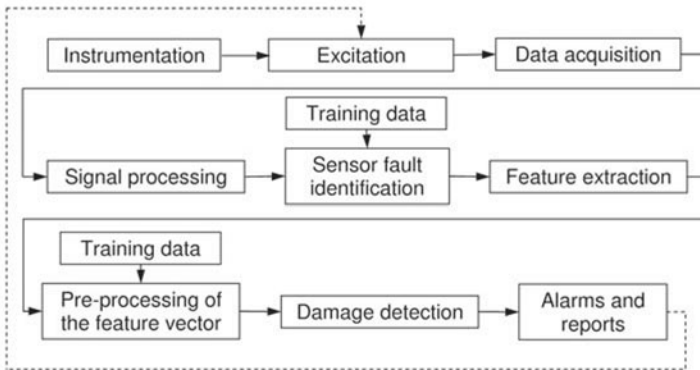 Instrumentation
Excitation
Data acquisition
Training data
Signal processing
Sensor fault
identification
Feature extraction
Training data
Pre-processing of
the feature vector
Damage detection
Alarms and
reports